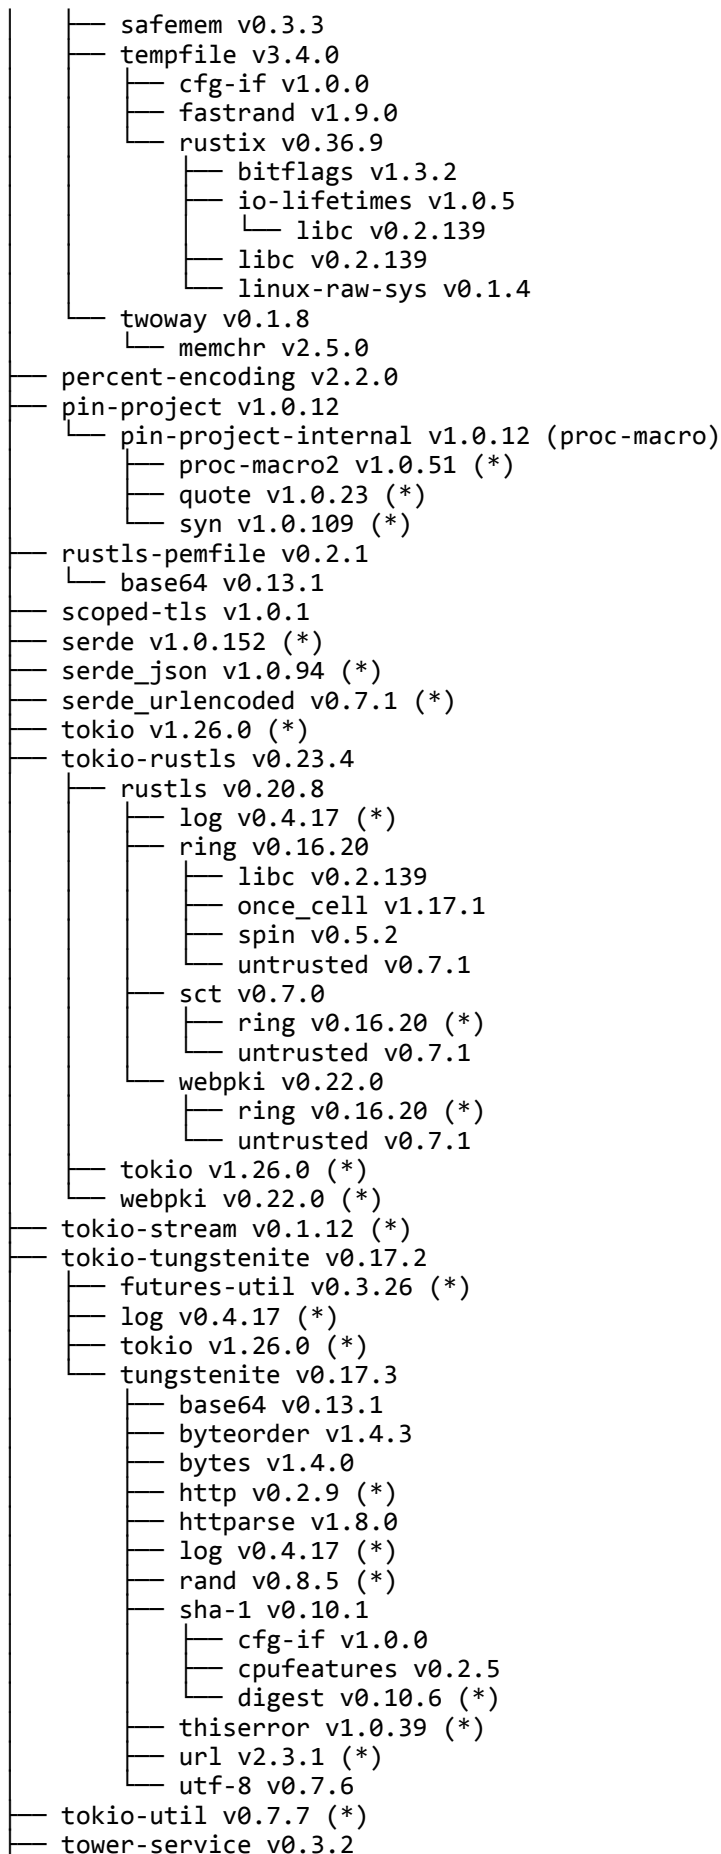 │   ├── safemem v0.3.3
│   ├── tempfile v3.4.0
│   │   ├── cfg-if v1.0.0
│   │   ├── fastrand v1.9.0
│   │   └── rustix v0.36.9
│   │       ├── bitflags v1.3.2
│   │       ├── io-lifetimes v1.0.5
│   │       │   └── libc v0.2.139
│   │       ├── libc v0.2.139
│   │       └── linux-raw-sys v0.1.4
│   └── twoway v0.1.8
│       └── memchr v2.5.0
├── percent-encoding v2.2.0
├── pin-project v1.0.12
│   └── pin-project-internal v1.0.12 (proc-macro)
│       ├── proc-macro2 v1.0.51 (*)
│       ├── quote v1.0.23 (*)
│       └── syn v1.0.109 (*)
├── rustls-pemfile v0.2.1
│   └── base64 v0.13.1
├── scoped-tls v1.0.1
├── serde v1.0.152 (*)
├── serde_json v1.0.94 (*)
├── serde_urlencoded v0.7.1 (*)
├── tokio v1.26.0 (*)
├── tokio-rustls v0.23.4
│   ├── rustls v0.20.8
│   │   ├── log v0.4.17 (*)
│   │   ├── ring v0.16.20
│   │   │   ├── libc v0.2.139
│   │   │   ├── once_cell v1.17.1
│   │   │   ├── spin v0.5.2
│   │   │   └── untrusted v0.7.1
│   │   ├── sct v0.7.0
│   │   │   ├── ring v0.16.20 (*)
│   │   │   └── untrusted v0.7.1
│   │   └── webpki v0.22.0
│   │       ├── ring v0.16.20 (*)
│   │       └── untrusted v0.7.1
│   ├── tokio v1.26.0 (*)
│   └── webpki v0.22.0 (*)
├── tokio-stream v0.1.12 (*)
├── tokio-tungstenite v0.17.2
│   ├── futures-util v0.3.26 (*)
│   ├── log v0.4.17 (*)
│   ├── tokio v1.26.0 (*)
│   └── tungstenite v0.17.3
│       ├── base64 v0.13.1
│       ├── byteorder v1.4.3
│       ├── bytes v1.4.0
│       ├── http v0.2.9 (*)
│       ├── httparse v1.8.0
│       ├── log v0.4.17 (*)
│       ├── rand v0.8.5 (*)
│       ├── sha-1 v0.10.1
│       │   ├── cfg-if v1.0.0
│       │   ├── cpufeatures v0.2.5
│       │   └── digest v0.10.6 (*)
│       ├── thiserror v1.0.39 (*)
│       ├── url v2.3.1 (*)
│       └── utf-8 v0.7.6
├── tokio-util v0.7.7 (*)
├── tower-service v0.3.2